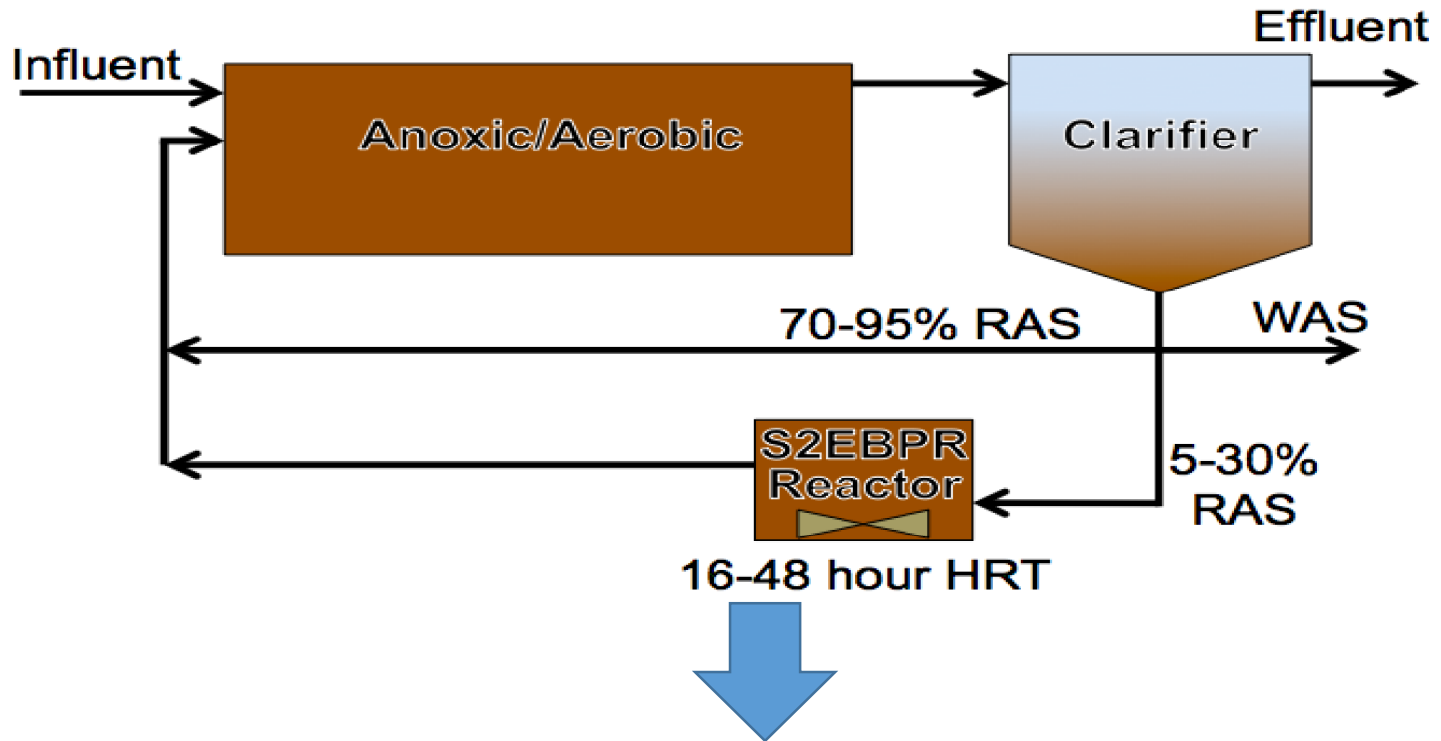 Effluent
Influent
Anoxic/Aerobic
Clarifier
70-95% RAS
WAS
S2EBPR
Reactor
5-30%
RAS
16-48 hour HRT